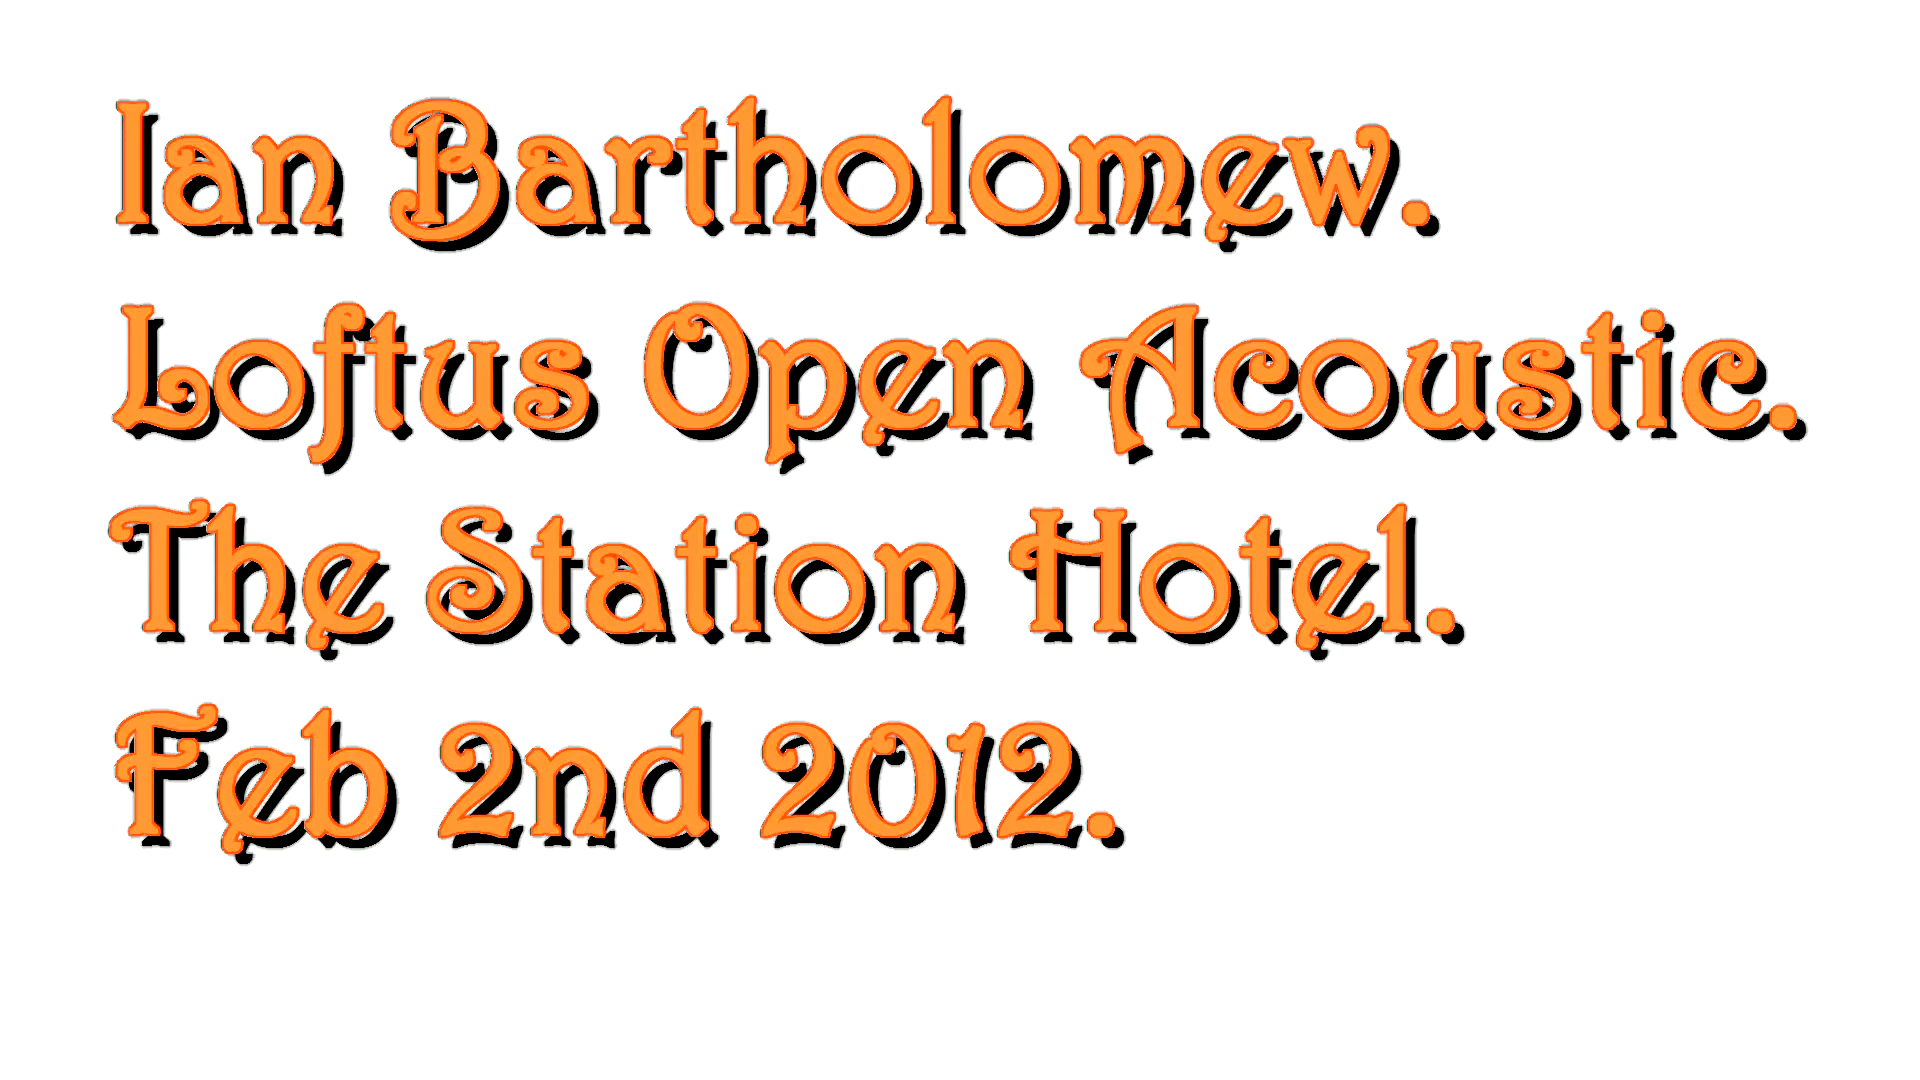 Ian Bartholomew.
Loftus Open Acoustic.
The Station Hotel.
Feb 2nd 2012.